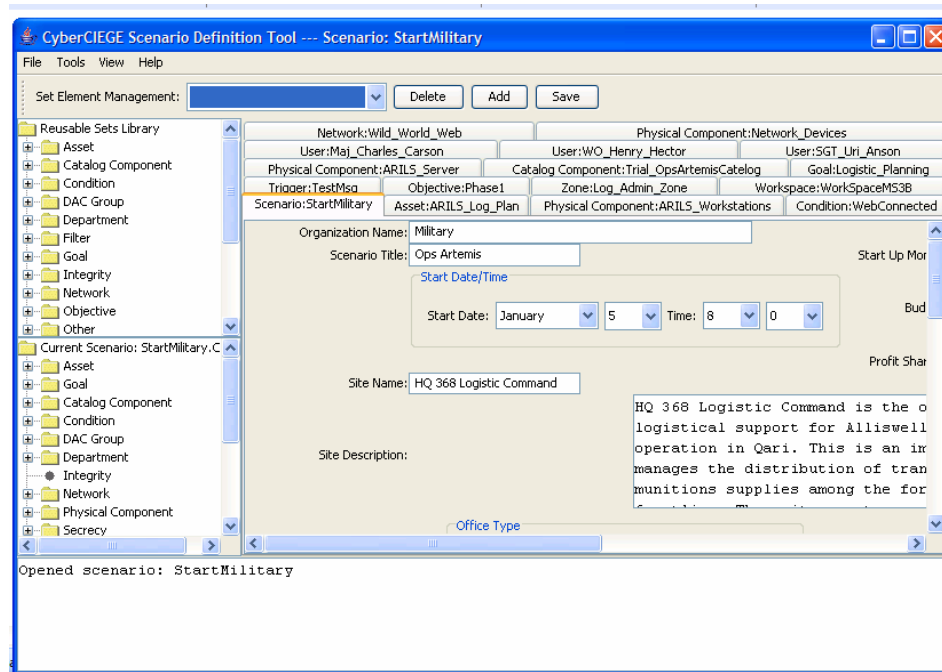 CyberCIEGE Scenario Definition Tool --- Scenario: StartMilitary
File Tools View Help
Set Element Management: Delete Add Save
Reusable Sets Library
Asset
Catalog Component
Condition
DAC Group
Department
Filter
Goal
Integrity
Network
Objective
Other
Current Scenario: StartMilitary.C
Asset
Goal
Catalog Component
Condition
DAC Group
Department
Integrity
Network
Physical Component
Secrecy
Network:Wild_World_Web Physical Component:Network_Devices
User:Maj_Charles_Carson User:WO_Henry_Hector User:SGT_Uri_Anson
Physical Component:ARILS_Server Catalog Component:Trial_OpsArtemisCatelog Goal:Logistic_Planning
Trigger:TestMsg Objective:Phase1 Zone:Log_Admin_Zone Workspace:WorkSpaceMS3B
Scenario:StartMilitary Asset:ARILS_Log_Plan Physical Component:ARILS_Workstations Condition:WebConnected
Organization Name: Military
Scenario Title: Ops Artemis Start Up Mor
Start Date/Time
Start Date: January 5 Time: 8 0 Bud
Profit Shar
Site Name: HQ 368 Logistic Command
Site Description:
HQ 368 Logistic Command is the o
logistical support for Alliswell
operation in Qari. This is an im
manages the distribution of tran
munitions supplies among the for
Office Type
Opened scenario: StartMilitary